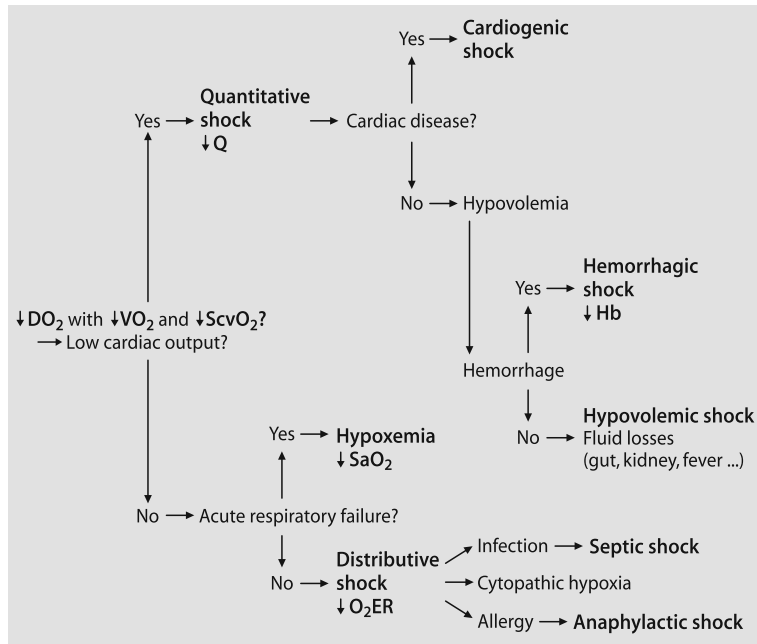 Yes → Cardiogenic
shock
Yes → Quantitative
shock
↓ Q
→ Cardiac disease?
No → Hypovolemia
Hemorrhagic
Yes → shock
↓ Hb
↓DO₂ with ↓VO₂ and ↓ScvO₂?
→ Low cardiac output?
Hemorrhage
Hypovolemic shock
No → Fluid losses
(gut, kidney, fever ...)
Yes → Hypoxemia
↓ SaO₂
No → Acute respiratory failure?
Distributive
No → shock
↓ O₂ER
Infection → Septic shock
Cytopathic hypoxia
Allergy → Anaphylactic shock